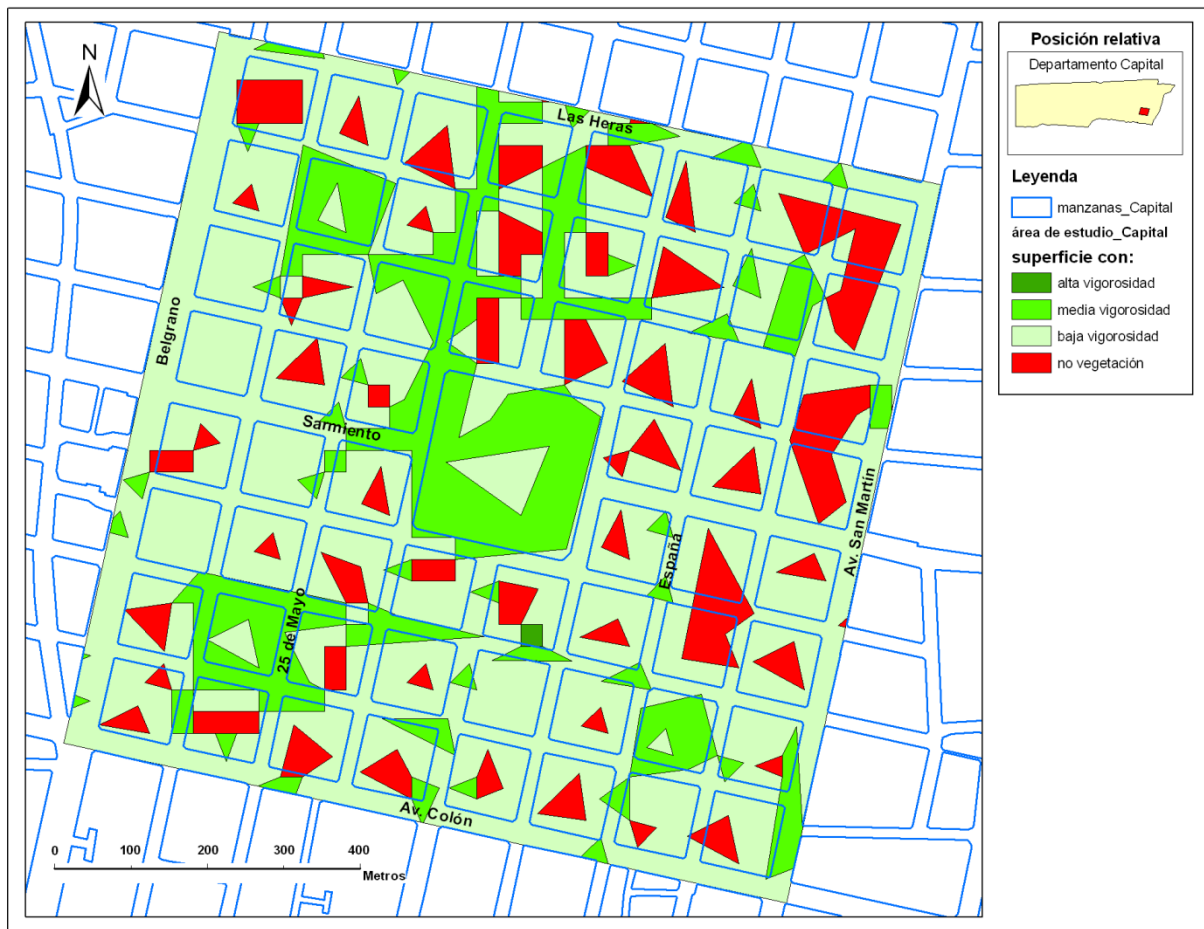 N
Las Heras
Belgrano
Sarmiento
España
Av. San Martín
25 de Mayo
Av. Colón
0 100 200 300 400
Metros
Posición relativa
Departamento Capital
Leyenda
manzanas_Capital
área de estudio_Capital
superficie con:
alta vigorosidad
media vigorosidad
baja vigorosidad
no vegetación